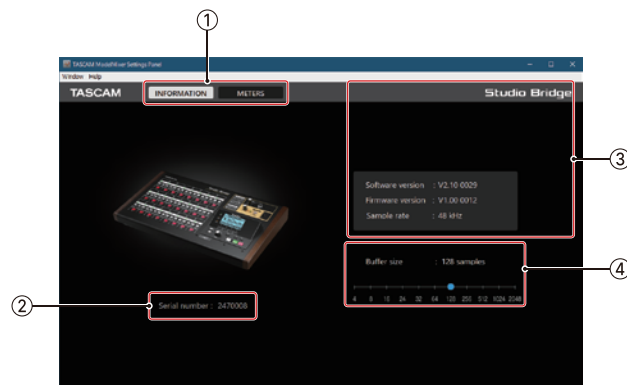 ①
TASCAM Model Mixer Settings Panel
Window Help
TASCAM INFORMATION METERS Studio Bridge
③
Software version : V2.10 0029
Firmware version : V1.00 0012
Sample rate : 48 kHz
Buffer size : 128 samples
④
4 8 16 24 32 64 128 256 512 1024 2048
② Serial number : 2470008